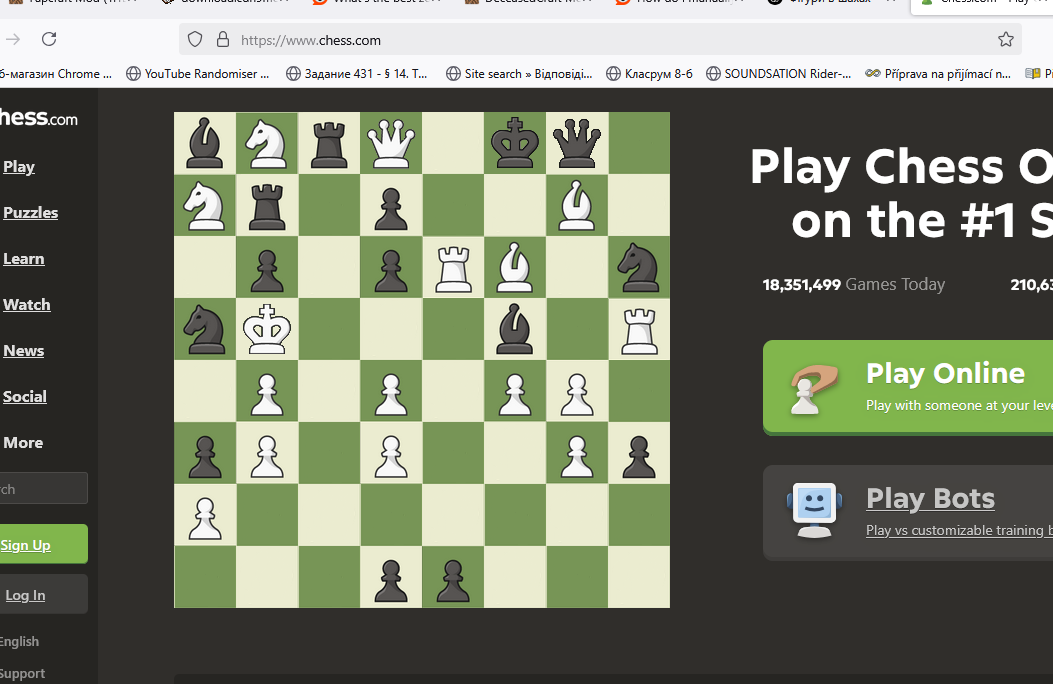 https://www.chess.com
б-магазин Chrome ...
YouTube Randomiser ...
Задание 431 - § 14. Т...
Site search » Відповіді...
Класрум 8-б
SOUNDSATION Rider-...
Příprava na přijímací n...
hess.com
Play
Puzzles
Learn
Watch
News
Social
More
rch
Sign Up
Log In
English
Support
Play Chess O
on the #1 S
18,351,499 Games Today
210,63
Play Online
Play with someone at your leve
Play Bots
Play vs customizable training b